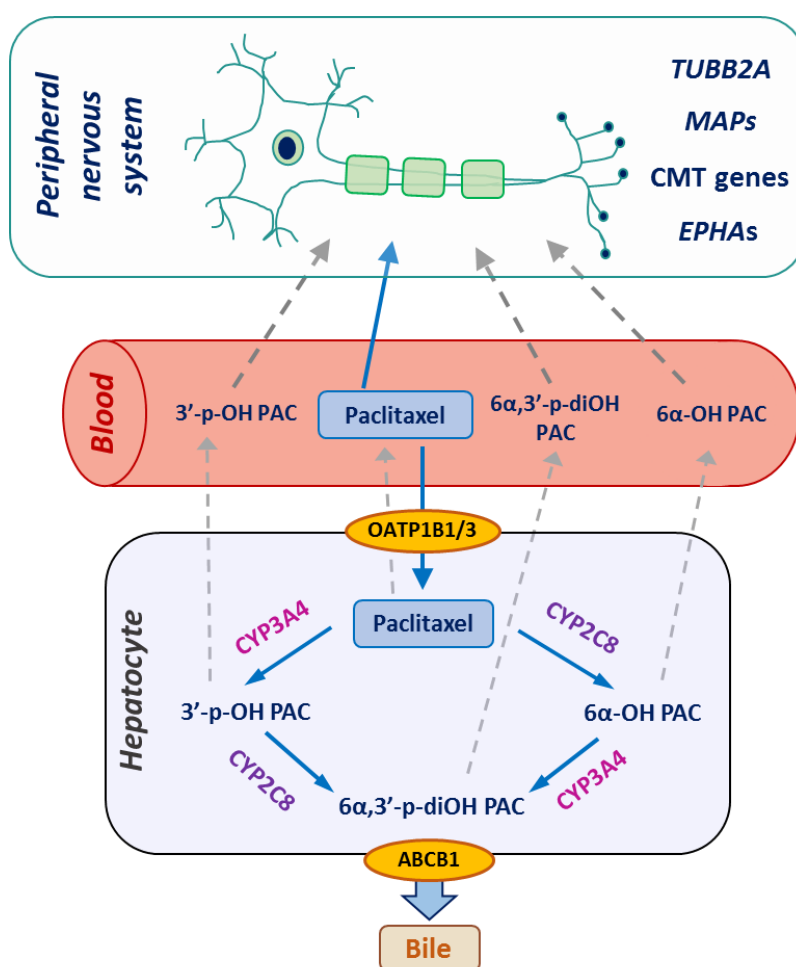 Peripheral
nervous
system
TUBB2A
MAPs
CMT genes
EPHAs
Blood
3’-p-OH PAC
Paclitaxel
6α,3’-p-diOH
PAC
6α-OH PAC
OATP1B1/3
Hepatocyte
Paclitaxel
CYP3A4
CYP2C8
3’-p-OH PAC
6α-OH PAC
CYP2C8
CYP3A4
6α,3’-p-diOH PAC
ABCB1
Bile